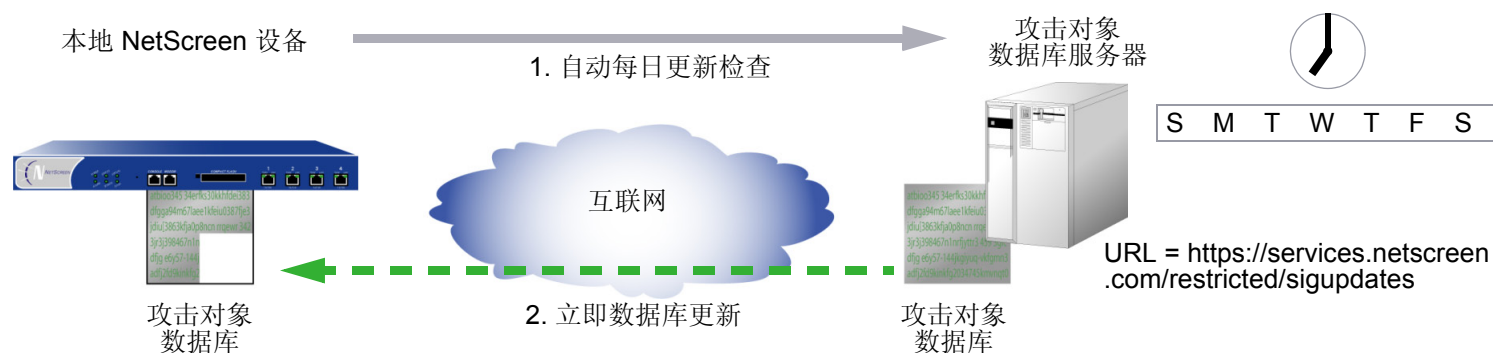 本地 NetScreen 设备
1. 自动每日更新检查
攻击对象
数据库服务器
S M T W T F S
互联网
URL = https://services.netscreen
.com/restricted/sigupdates
2. 立即数据库更新
攻击对象
数据库
攻击对象
数据库